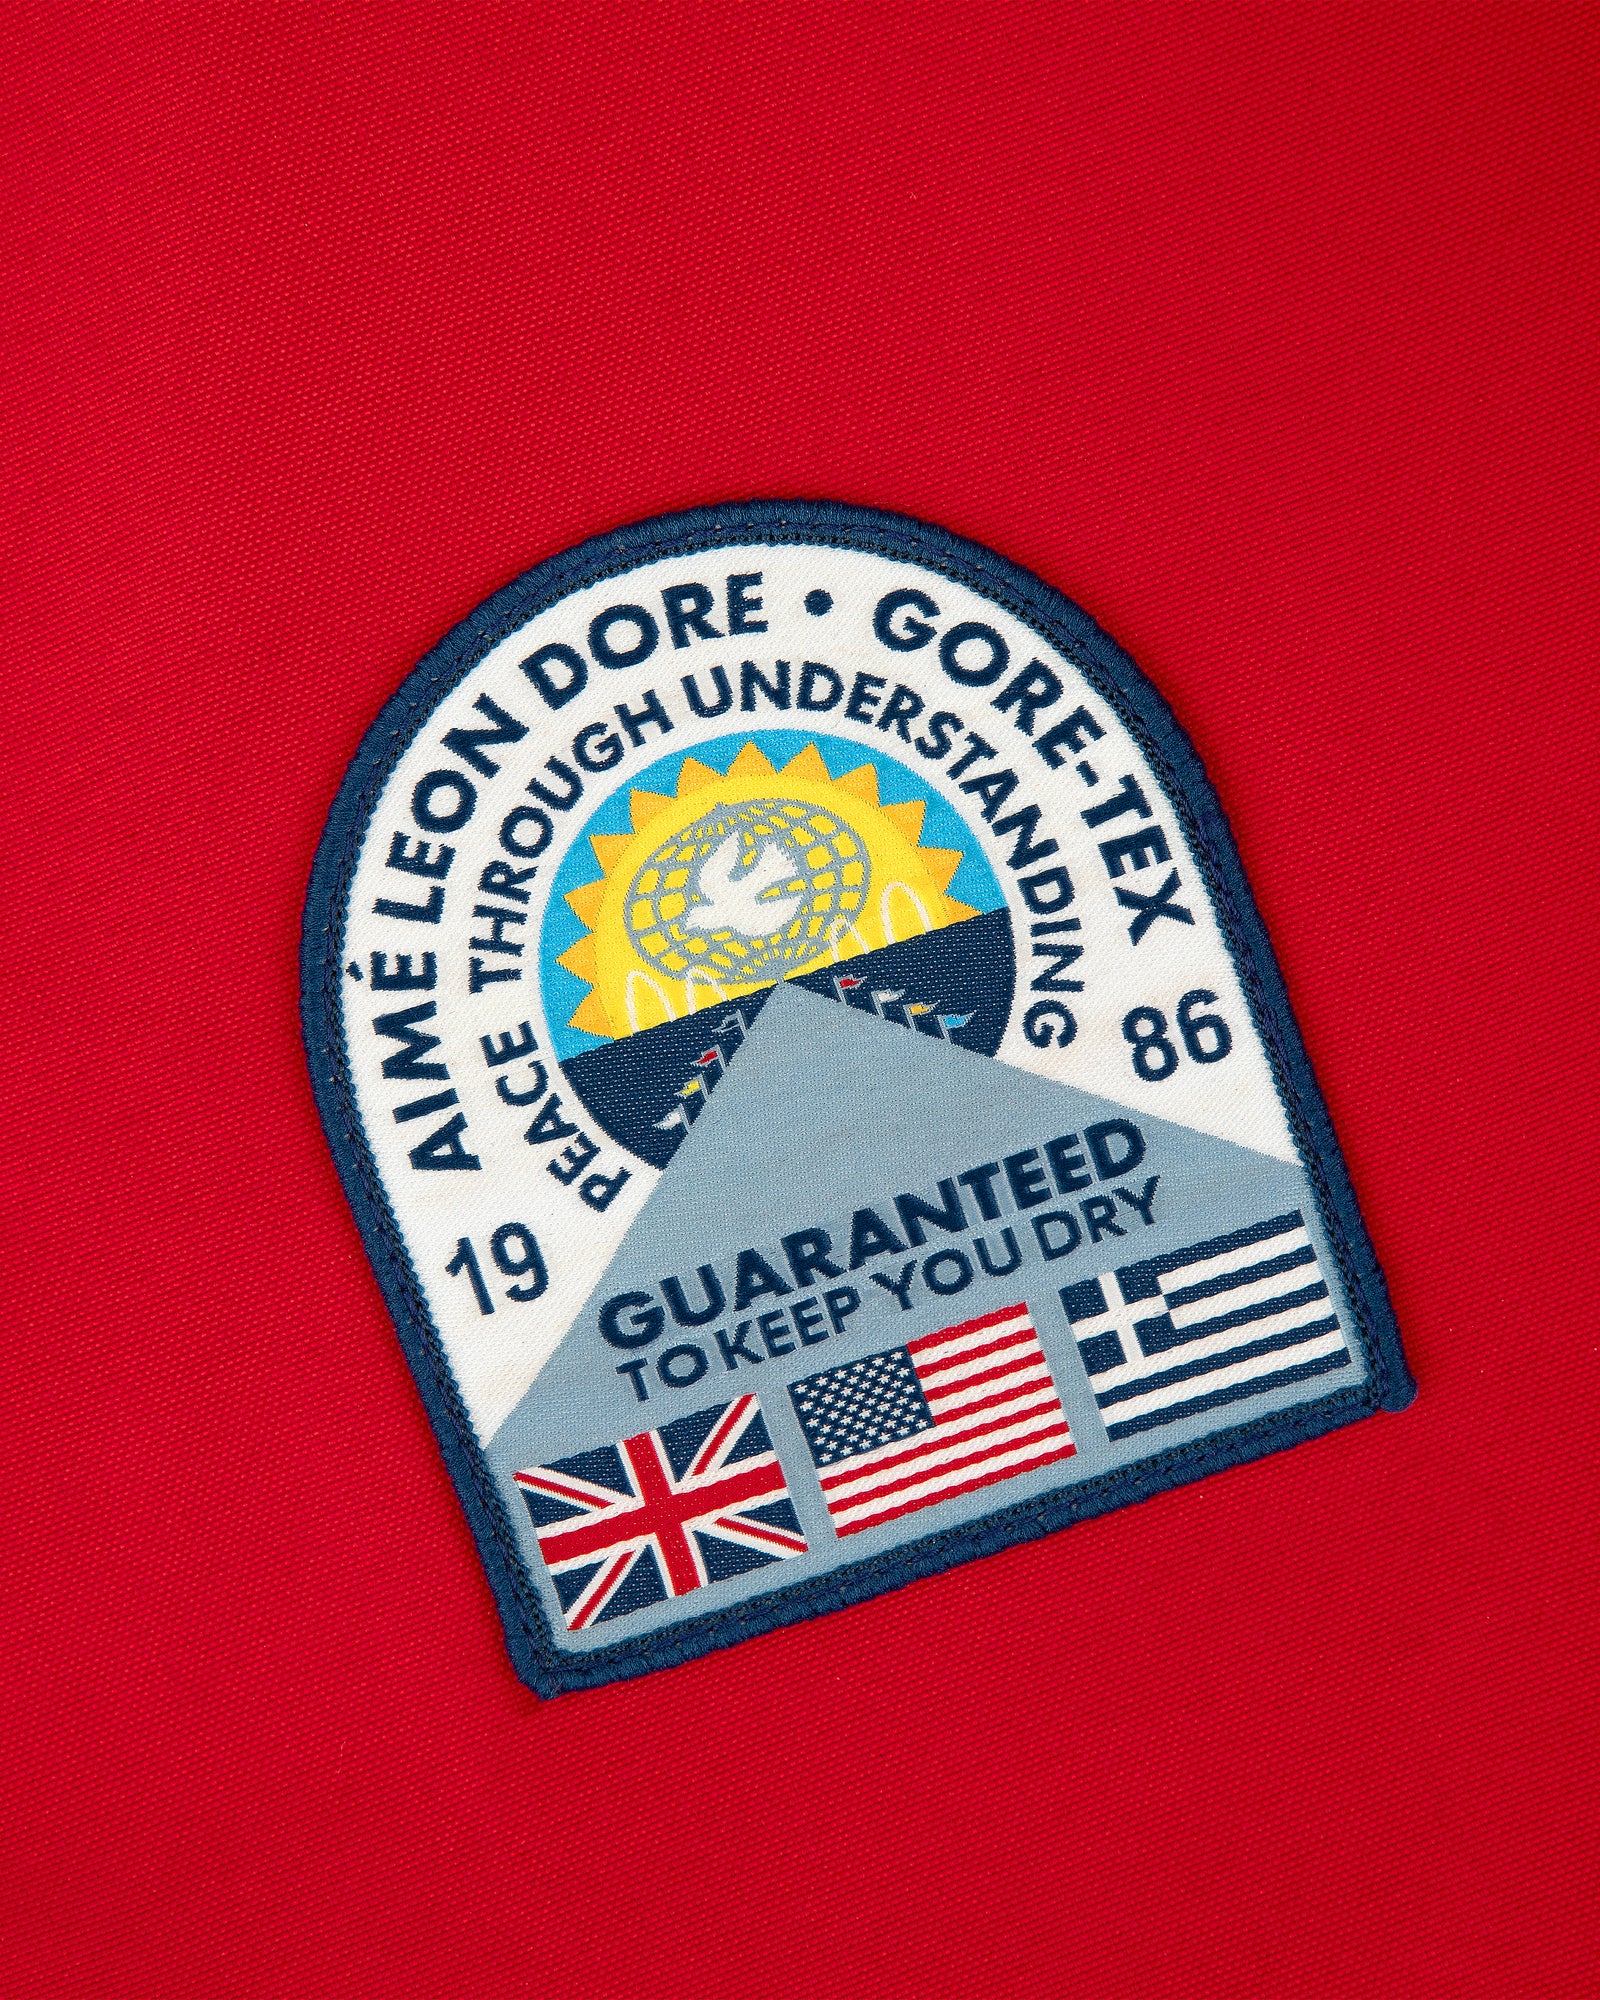 AIMÉ LEON DORE • GORE-TEX
PEACE THROUGH UNDERSTANDING
19 86
GUARANTEED
TO KEEP YOU DRY